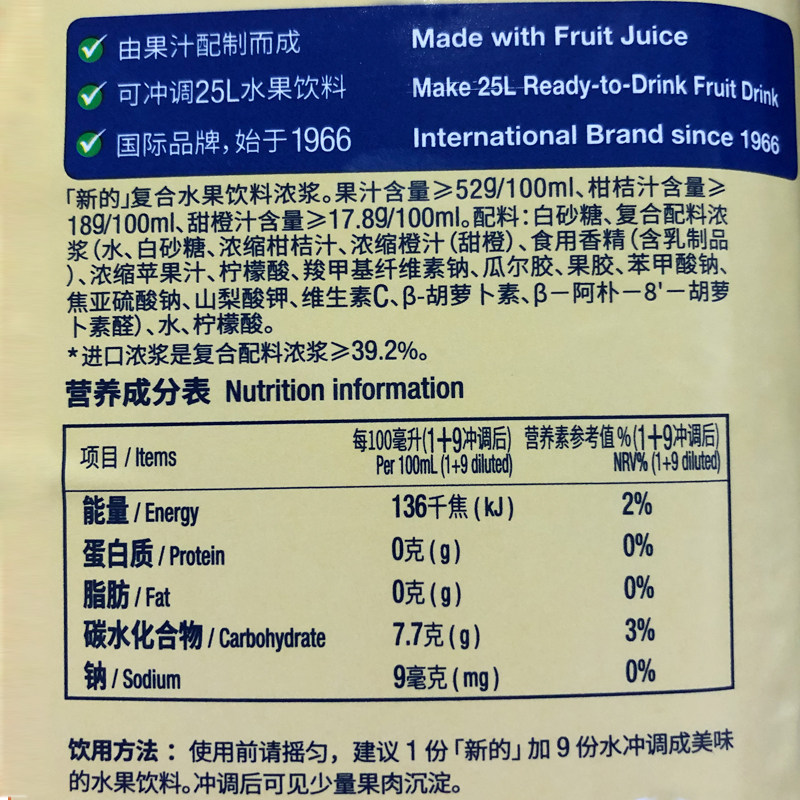 由果汁配制而成 Made with Fruit Juice
可冲调25L水果饮料 Make 25L Ready-to-Drink Fruit Drink
国际品牌,始于1966 International Brand since 1966
「新的」复合水果饮料浓浆。果汁含量≥52g/100ml、柑桔汁含量≥
18g/100ml、甜橙汁含量≥17.8g/100ml。配料:白砂糖、复合配料浓
浆(水、白砂糖、浓缩柑桔汁、浓缩橙汁(甜橙)、食用香精(含乳制品
)、浓缩苹果汁、柠檬酸、羧甲基纤维素钠、瓜尔胶、果胶、苯甲酸钠、
焦亚硫酸钠、山梨酸钾、维生素C、β-胡萝卜素、β-阿朴-8'-胡萝
卜素醛)、水、柠檬酸。
*进口浓浆是复合配料浓浆≥39.2%。
营养成分表 Nutrition information
项目/Items 每100毫升(1+9冲调后) 营养素参考值%(1+9冲调后)
Per 100mL (1+9 diluted) NRV% (1+9 diluted)
能量/Energy 136千焦(kJ) 2%
蛋白质/Protein 0克(g) 0%
脂肪/Fat 0克(g) 0%
碳水化合物/Carbohydrate 7.7克(g) 3%
钠/Sodium 9毫克(mg) 0%
饮用方法:使用前请摇匀,建议1份「新的」加9份水冲调成美味
的水果饮料。冲调后可见少量果肉沉淀。